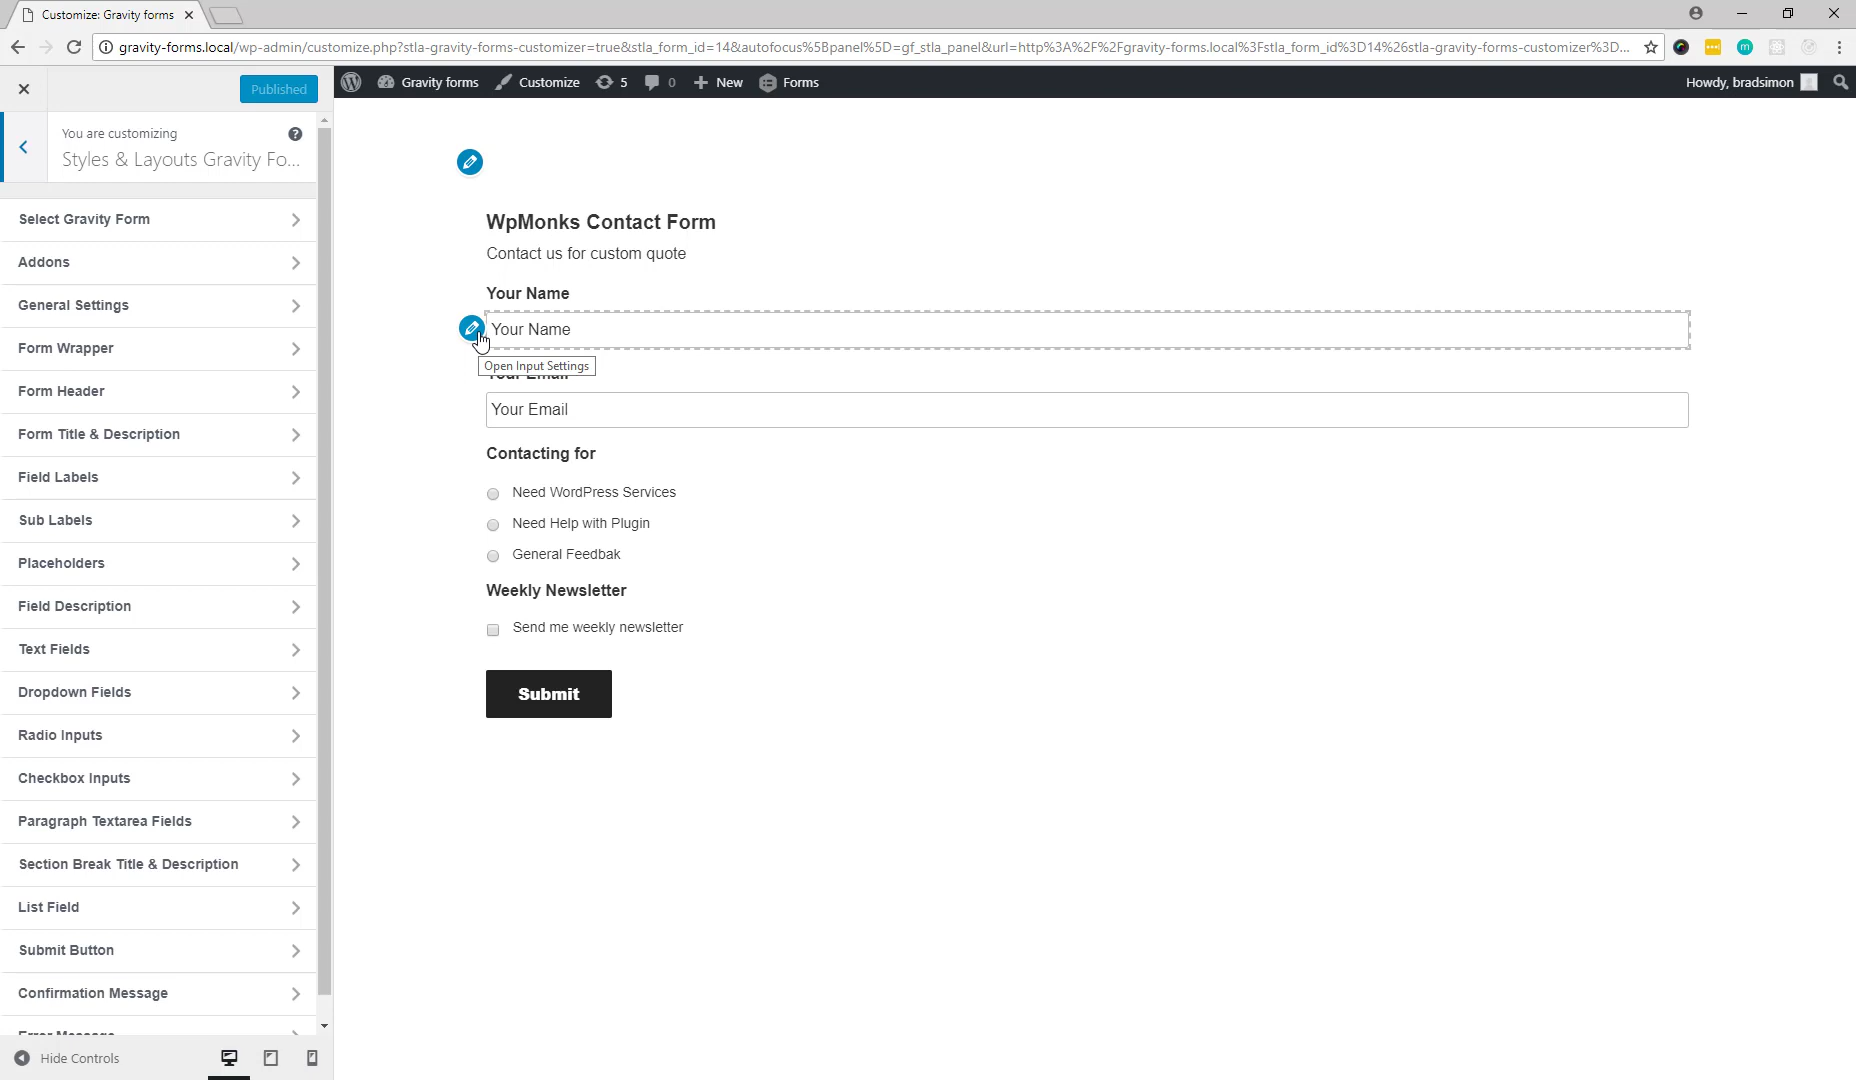 Customize: Gravity forms
gravity-forms.local/wp-admin/customize.php?stla-gravity-forms-customizer=true&stla_form_id=14&autofocus%5Bpanel%5D=gf_stla_panel&url=http%3A%2F%2Fgravity-forms.local%3Fstla_form_id%3D14%26stla-gravity-forms-customizer%3D...
Published
Gravity forms
Customize
5
0
New
Forms
Howdy, bradsimon
You are customizing
Styles & Layouts Gravity Fo...
Select Gravity Form
Addons
General Settings
Form Wrapper
Form Header
Form Title & Description
Field Labels
Sub Labels
Placeholders
Field Description
Text Fields
Dropdown Fields
Radio Inputs
Checkbox Inputs
Paragraph Textarea Fields
Section Break Title & Description
List Field
Submit Button
Confirmation Message
Error Message
Hide Controls
WpMonks Contact Form
Contact us for custom quote
Your Name
Your Name
Open Input Settings
Your Email
Your Email
Contacting for
Need WordPress Services
Need Help with Plugin
General Feedbak
Weekly Newsletter
Send me weekly newsletter
Submit